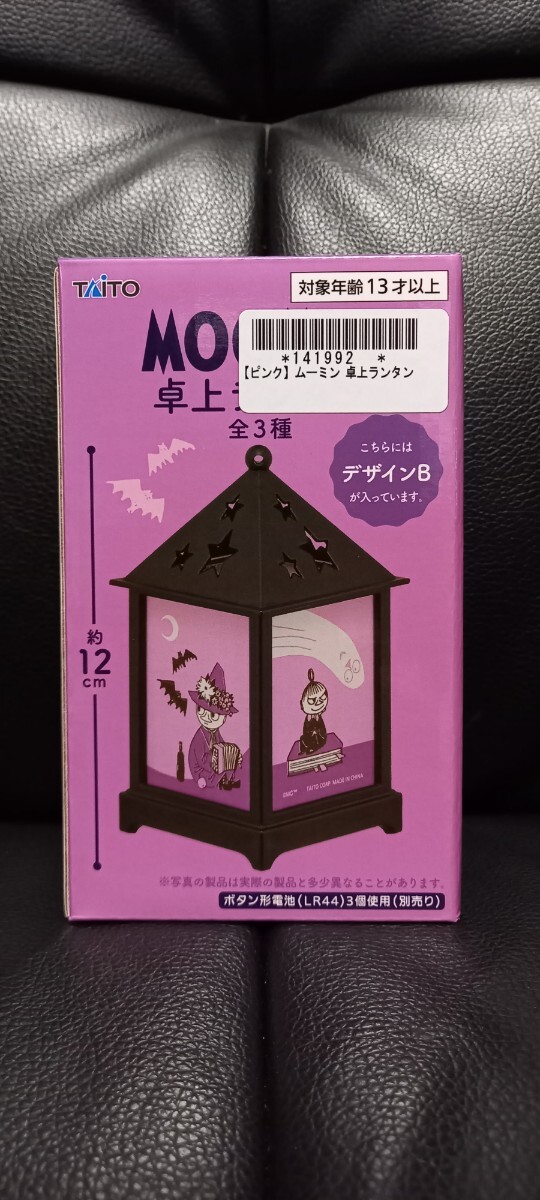 TAITO
対象年齢13才以上
MOO
*141992 *
【ピンク】ムーミン 卓上ランタン
卓上
全3種
こちらには
デザインB
が入っています。
約
12
cm
TAITO CORP. MADE IN CHINA
※写真の製品は実際の製品と多少異なることがあります。
ボタン形電池(LR44)3個使用(別売り)